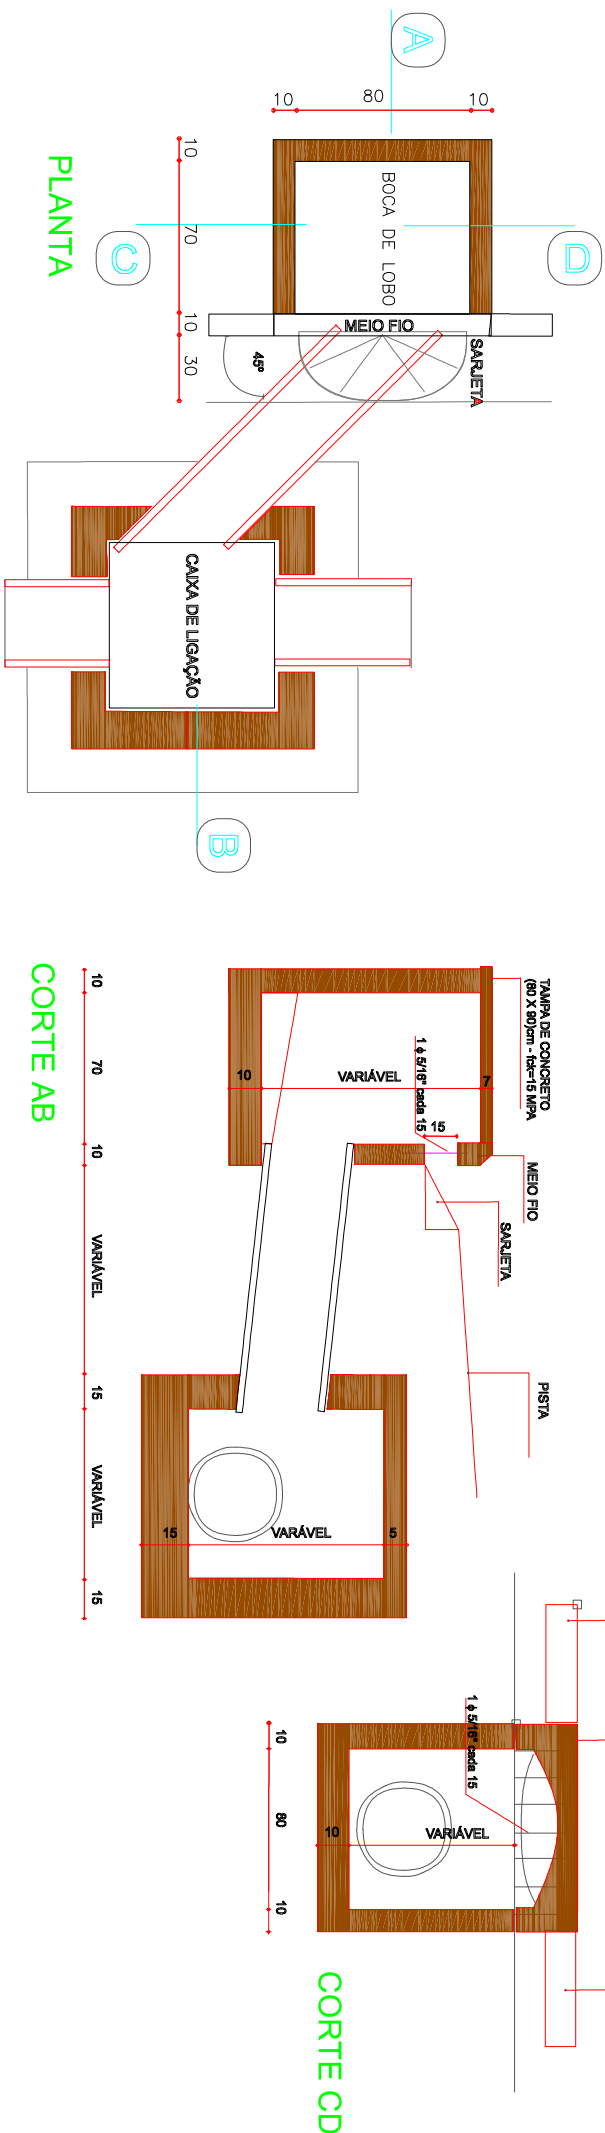 A
10
80
10
10
70
10
30
BOCA DE LOBO
D
C
PLANTA
MEIO FIO
SARJETA
45º
CAIXA DE LIGAÇÃO
B
TAMPA DE CONCRETO
(80 X 90)cm - fck=15 MPA
10
VARIÁVEL
7
1 ϕ 5/16" cada 15
15
MEIO FIO
SARJETA
PISTA
10
70
10
VARIÁVEL
15
VARIÁVEL
15
15
VARÁVEL
5
CORTE AB
1 ϕ 5/16" cada 15
10
VARIÁVEL
10
80
10
CORTE CD